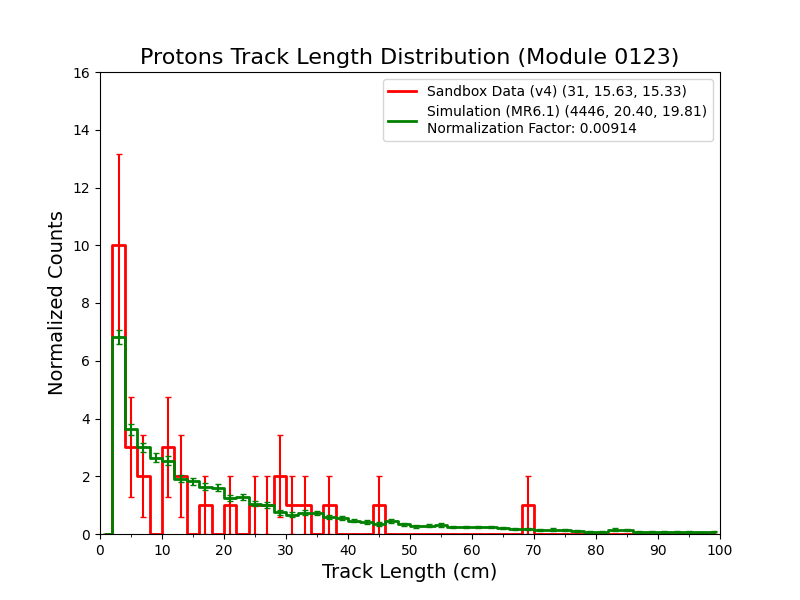 Protons Track Length Distribution (Module 0123)
Sandbox Data (v4) (31, 15.63, 15.33)
Simulation (MR6.1) (4446, 20.40, 19.81)
Normalization Factor: 0.00914
Normalized Counts
16
14
12
10
8
6
4
2
0
0 10 20 30 40 50 60 70 80 90 100
Track Length (cm)